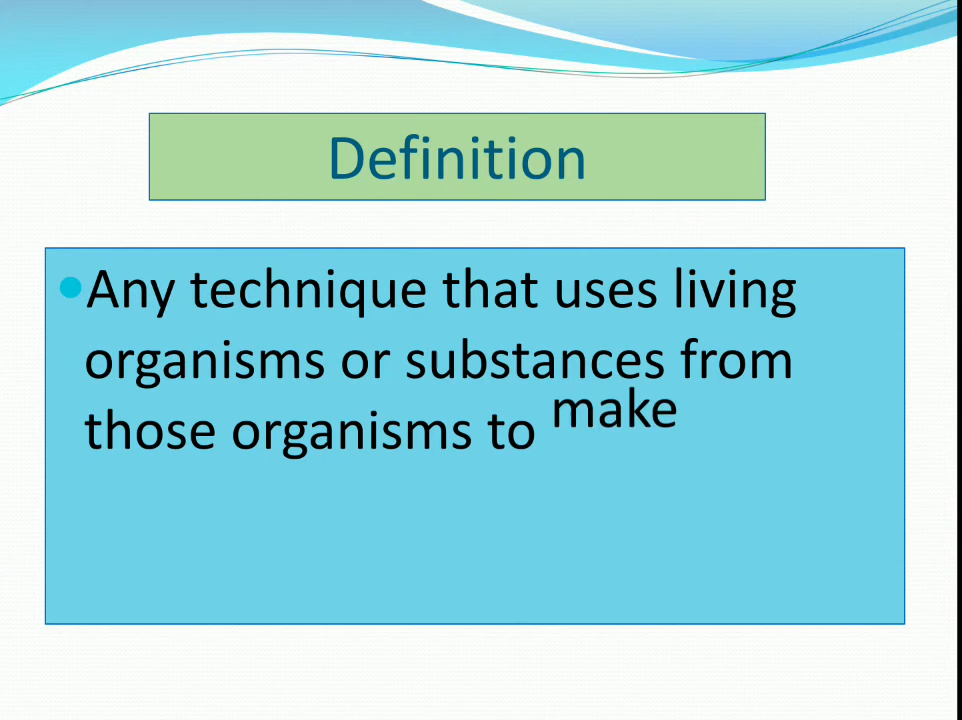 Definition
Any technique that uses living
organisms or substances from
those organisms to make